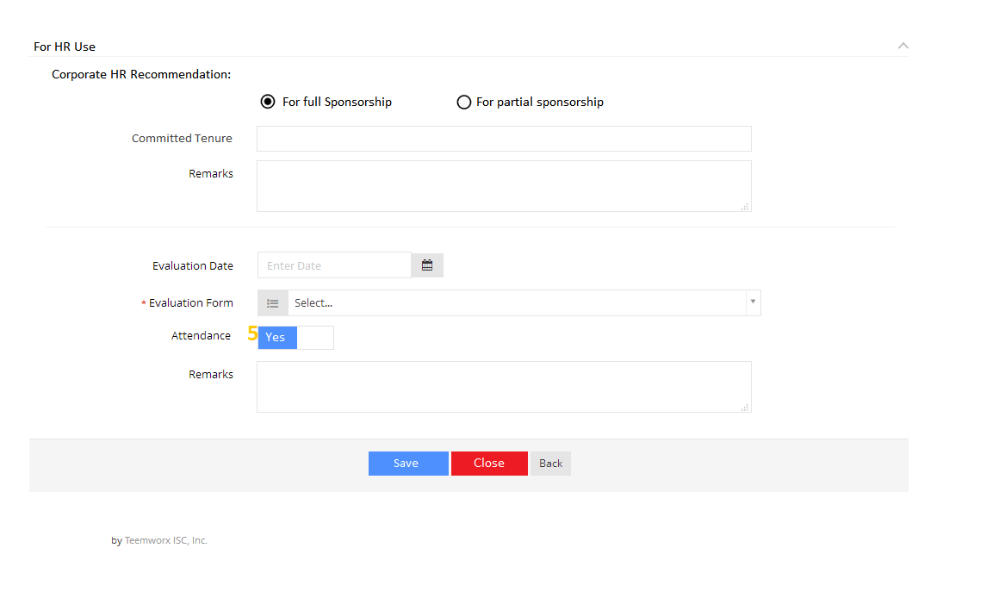 For HR Use
Corporate HR Recommendation:
For full Sponsorship For partial sponsorship
Committed Tenure
Remarks
Evaluation Date Enter Date
* Evaluation Form Select...
Attendance 5 Yes
Remarks
Save Close Back
by Teemworx ISC, Inc.